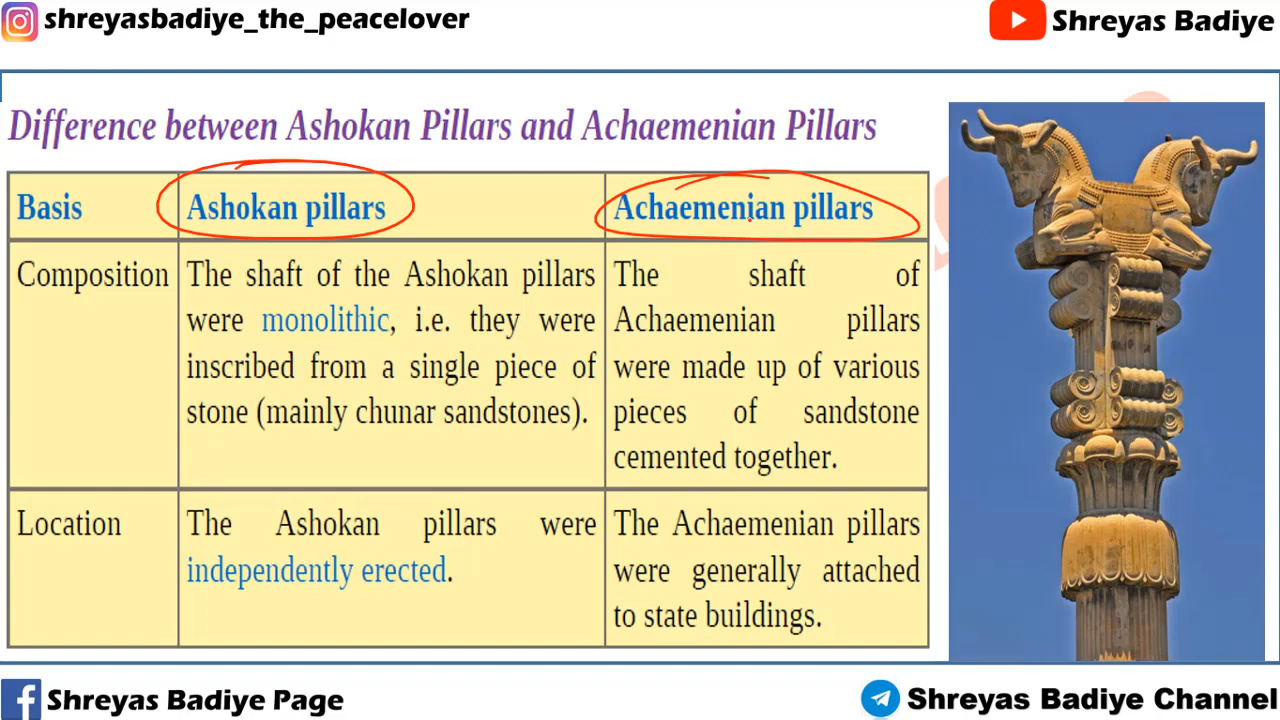 shreyasbadiye_the_peacelover
Shreyas Badiye
Difference between Ashokan Pillars and Achaemenian Pillars
Basis
Ashokan pillars
Achaemenian pillars
Composition
The shaft of the Ashokan pillars
were monolithic, i.e. they were
inscribed from a single piece of
stone (mainly chunar sandstones).
The shaft of
Achaemenian pillars
were made up of various
pieces of sandstone
cemented together.
Location
The Ashokan pillars were
independently erected.
The Achaemenian pillars
were generally attached
to state buildings.
Shreyas Badiye Page
Shreyas Badiye Channel